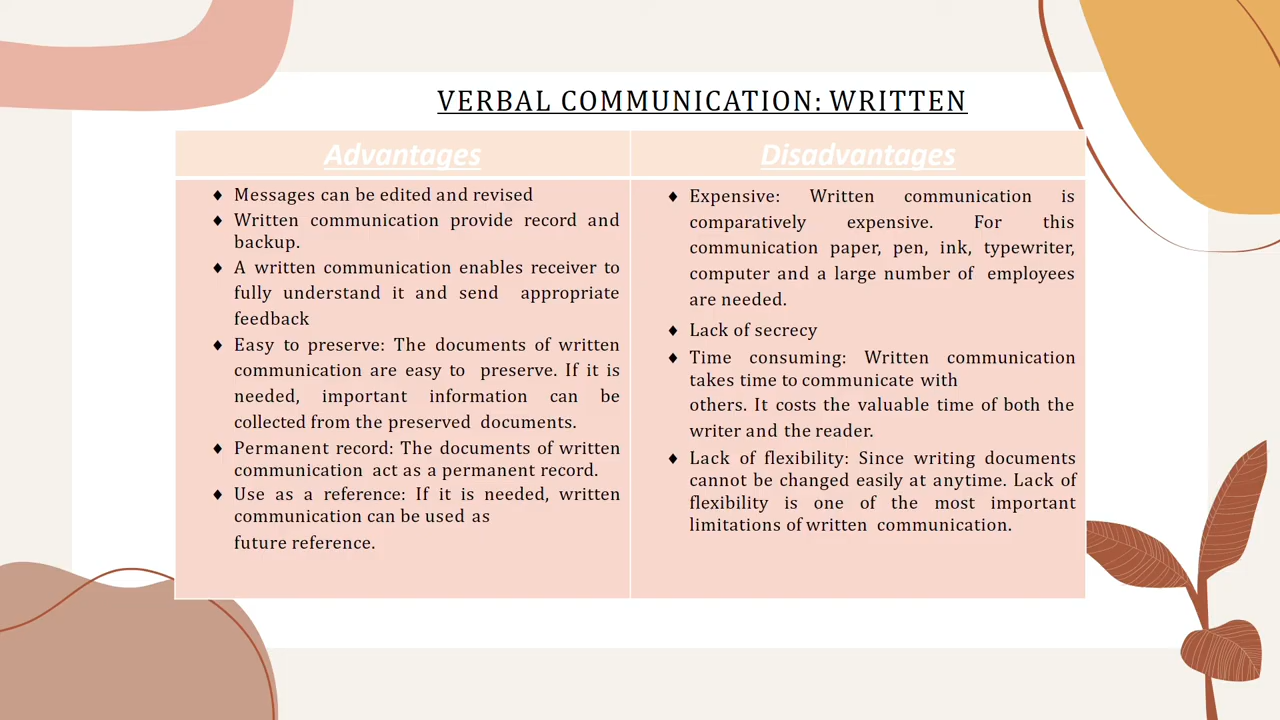 VERBAL COMMUNICATION: WRITTEN
Advantages
Messages can be edited and revised
Written communication provide record and
backup.
A written communication enables receiver to
fully understand it and send appropriate
feedback
Easy to preserve: The documents of written
communication are easy to preserve. If it is
needed, important information can be
collected from the preserved documents.
Permanent record: The documents of written
communication act as a permanent record.
Use as a reference: If it is needed, written
communication can be used as
future reference.
Disadvantages
Expensive: Written communication is
comparatively expensive. For this
communication paper, pen, ink, typewriter,
computer and a large number of employees
are needed.
Lack of secrecy
Time consuming: Written communication
takes time to communicate with
others. It costs the valuable time of both the
writer and the reader.
Lack of flexibility: Since writing documents
cannot be changed easily at anytime. Lack of
flexibility is one of the most important
limitations of written communication.